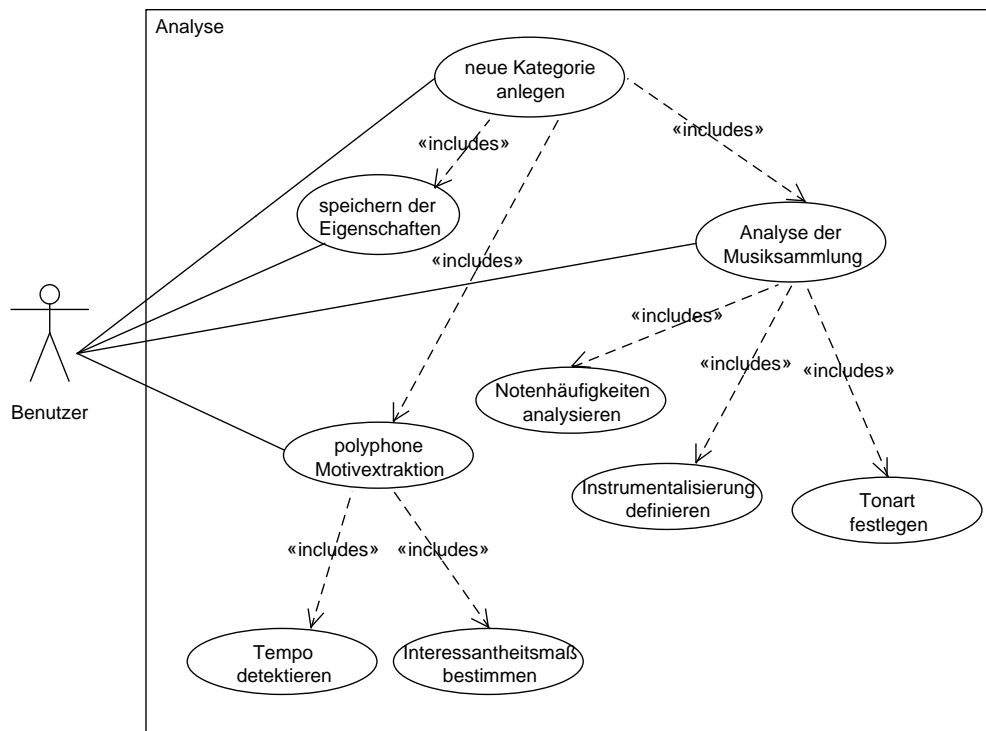 Analyse
neue Kategorie
anlegen
«includes»
«includes»
speichern der
Eigenschaften
Analyse der
Musiksammlung
«includes»
«includes»
«includes»
«includes»
Notenhäufigkeiten
analysieren
Benutzer
polyphone
Motivextraktion
Instrumentalisierung
definieren
Tonart
festlegen
«includes»
«includes»
Tempo
detektieren
Interessantheitsmaß
bestimmen